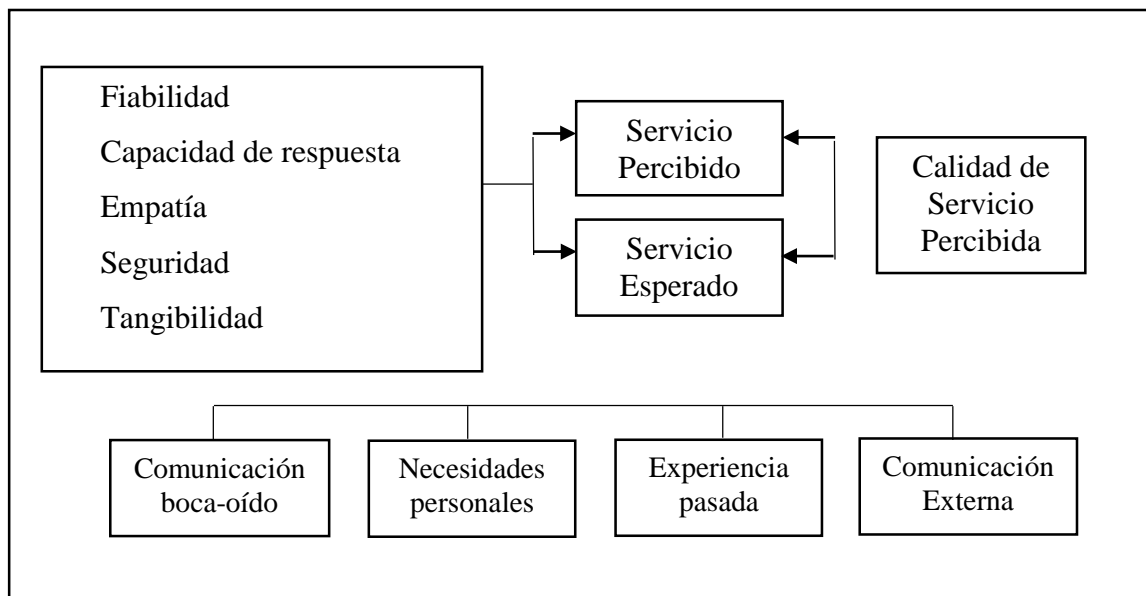 Fiabilidad
Capacidad de respuesta
Empatía
Seguridad
Tangibilidad
Servicio
Percibido
Servicio
Esperado
Calidad de
Servicio
Percibida
Comunicación
boca-oído
Necesidades
personales
Experiencia
pasada
Comunicación
Externa